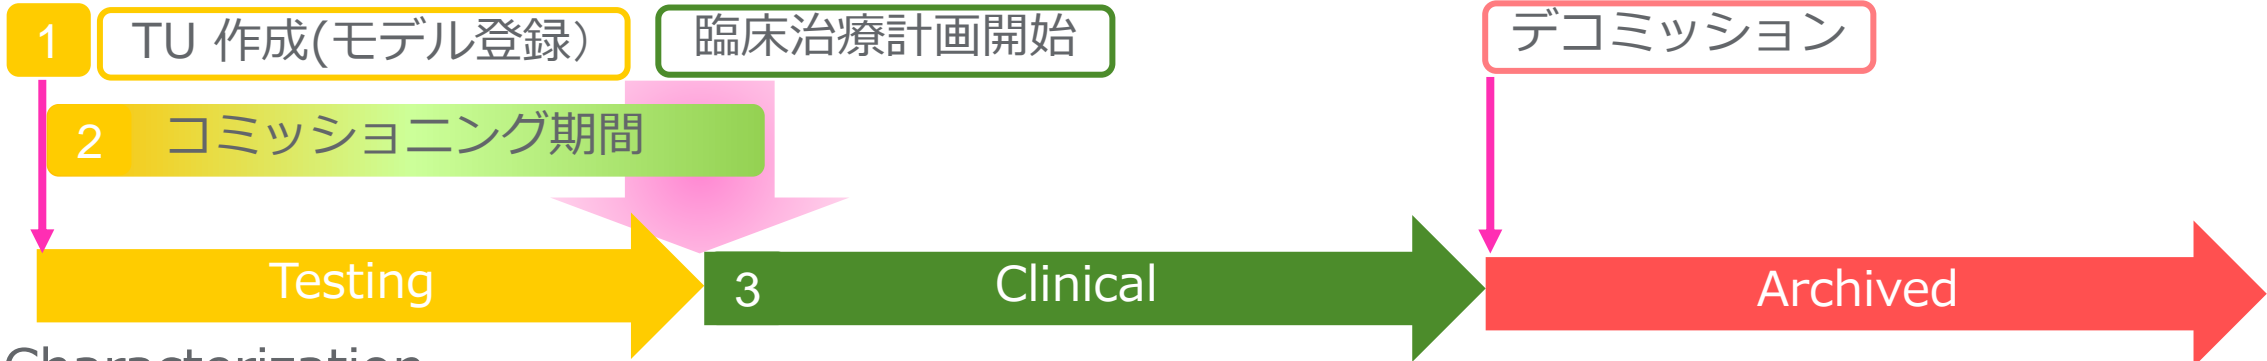 1
TU 作成(モデル登録）
臨床治療計画開始
デコミッション
2
コミッショニング期間
Testing
3
Clinical
Archived
Characterization